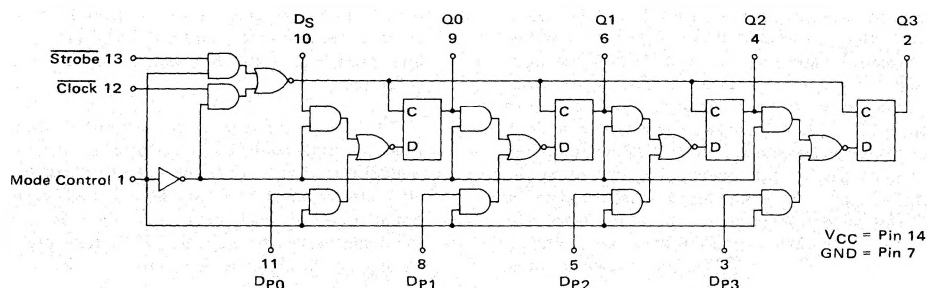 DS Q0 Q1 Q2 Q3
10 9 6 4 2
Strobe 13
Clock 12
C C C C
D D D D
Mode Control 1
VCC = Pin 14
GND = Pin 7
11 8 5 3
DP0 DP1 DP2 DP3